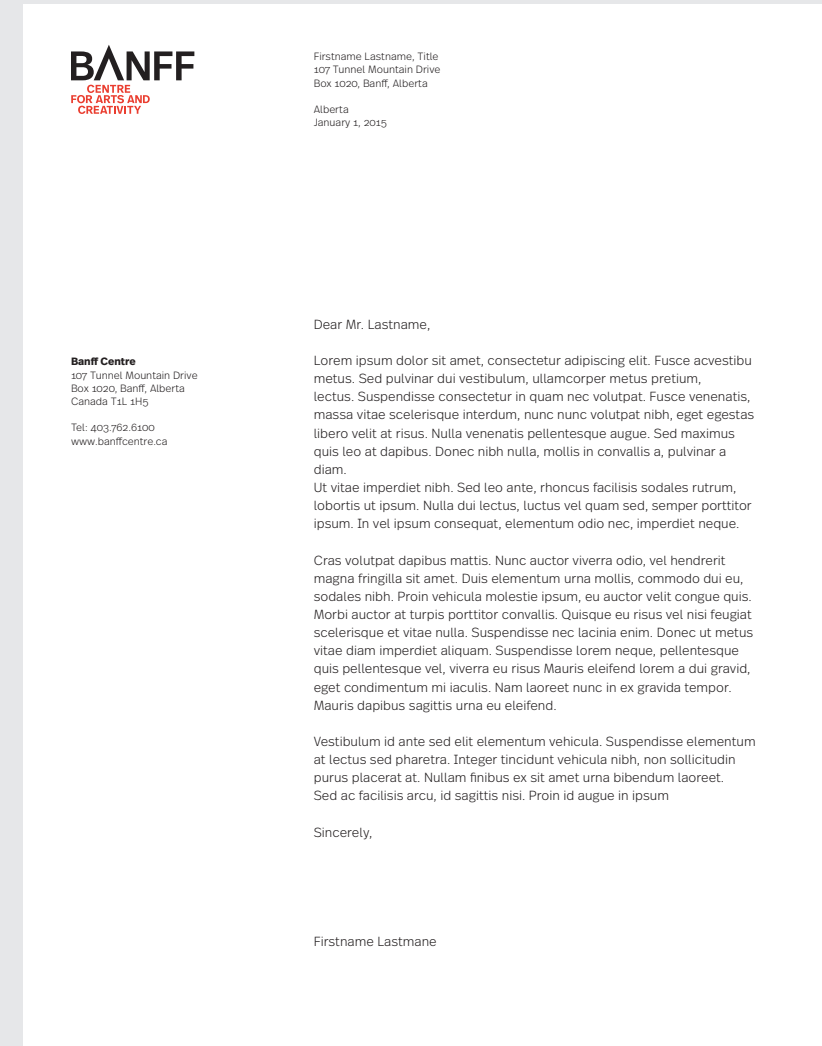 BANFF
CENTRE
FOR ARTS AND
CREATIVITY
Firstname Lastname, Title
107 Tunnel Mountain Drive
Box 1020, Banff, Alberta
Alberta
January 1, 2015
Dear Mr. Lastname,
Banff Centre
107 Tunnel Mountain Drive
Box 1020, Banff, Alberta
Canada T1L 1H5
Tel: 403.762.6100
www.banffcentre.ca
Lorem ipsum dolor sit amet, consectetur adipiscing elit. Fusce acvestibu
metus. Sed pulvinar dui vestibulum, ullamcorper metus pretium,
lectus. Suspendisse consectetur in quam nec volutpat. Fusce venenatis,
massa vitae scelerisque interdum, nunc nunc volutpat nibh, eget egestas
libero velit at risus. Nulla venenatis pellentesque augue. Sed maximus
quis leo at dapibus. Donec nibh nulla, mollis in convallis a, pulvinar a
diam.
Ut vitae imperdiet nibh. Sed leo ante, rhoncus facilisis sodales rutrum,
lobortis ut ipsum. Nulla dui lectus, luctus vel quam sed, semper porttitor
ipsum. In vel ipsum consequat, elementum odio nec, imperdiet neque.
Cras volutpat dapibus mattis. Nunc auctor viverra odio, vel hendrerit
magna fringilla sit amet. Duis elementum urna mollis, commodo dui eu,
sodales nibh. Proin vehicula molestie ipsum, eu auctor velit congue quis.
Morbi auctor at turpis porttitor convallis. Quisque eu risus vel nisi feugiat
scelerisque et vitae nulla. Suspendisse nec lacinia enim. Donec ut metus
vitae diam imperdiet aliquam. Suspendisse lorem neque, pellentesque
quis pellentesque vel, viverra eu risus Mauris eleifend lorem a dui gravid,
eget condimentum mi iaculis. Nam laoreet nunc in ex gravida tempor.
Mauris dapibus sagittis urna eu eleifend.
Vestibulum id ante sed elit elementum vehicula. Suspendisse elementum
at lectus sed pharetra. Integer tincidunt vehicula nibh, non sollicitudin
purus placerat at. Nullam finibus ex sit amet urna bibendum laoreet.
Sed ac facilisis arcu, id sagittis nisi. Proin id augue in ipsum
Sincerely,
Firstname Lastmane